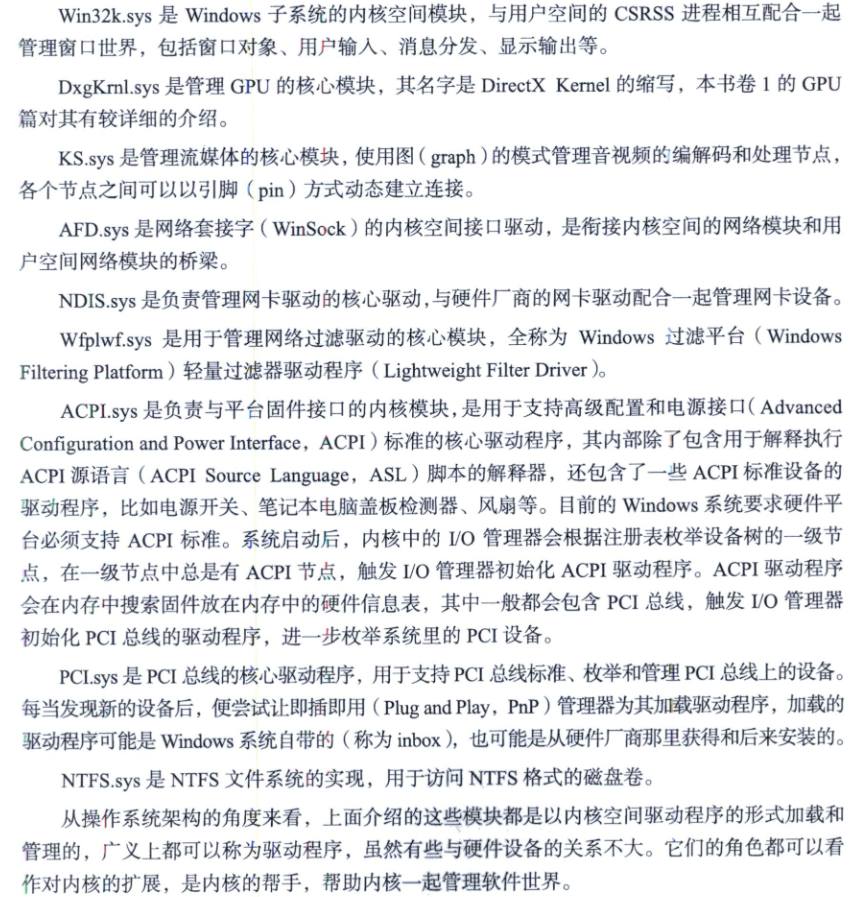 Win32k.sys 是 Windows 子系统的内核空间模块，与用户空间的 CSRSS 进程相互配合一起
管理窗口世界，包括窗口对象、用户输入、消息分发、显示输出等。
DxgKrnl.sys 是管理 GPU 的核心模块，其名字是 DirectX Kernel 的缩写，本书卷 1 的 GPU
篇对其有较详细的介绍。
KS.sys 是管理流媒体的核心模块，使用图（graph）的模式管理音视频的编解码和处理节点，
各个节点之间可以以引脚（pin）方式动态建立连接。
AFD.sys 是网络套接字（WinSock）的内核空间接口驱动，是衔接内核空间的网络模块和用
户空间网络模块的桥梁。
NDIS.sys 是负责管理网卡驱动的核心驱动，与硬件厂商的网卡驱动配合一起管理网卡设备。
Wfplwf.sys 是用于管理网络过滤驱动的核心模块，全称为 Windows 过滤平台（Windows
Filtering Platform）轻量过滤器驱动程序（Lightweight Filter Driver）。
ACPI.sys 是负责与平台固件接口的内核模块，是用于支持高级配置和电源接口（Advanced
Configuration and Power Interface，ACPI）标准的核心驱动程序，其内部除了包含用于解释执行
ACPI 源语言（ACPI Source Language，ASL）脚本的解释器，还包含了一些 ACPI 标准设备的
驱动程序，比如电源开关、笔记本电脑盖板检测器、风扇等。目前的 Windows 系统要求硬件平
台必须支持 ACPI 标准。系统启动后，内核中的 I/O 管理器会根据注册表枚举设备树的一级节
点，在一级节点中总是有 ACPI 节点，触发 I/O 管理器初始化 ACPI 驱动程序。ACPI 驱动程序
会在内存中搜索固件放在内存中的硬件信息表，其中一般都会包含 PCI 总线，触发 I/O 管理器
初始化 PCI 总线的驱动程序，进一步枚举系统里的 PCI 设备。
PCI.sys 是 PCI 总线的核心驱动程序，用于支持 PCI 总线标准、枚举和管理 PCI 总线上的设备。
每当发现新的设备后，便尝试让即插即用（Plug and Play，PnP）管理器为其加载驱动程序，加载的
驱动程序可能是 Windows 系统自带的（称为 inbox），也可能是从硬件厂商那里获得和后来安装的。
NTFS.sys 是 NTFS 文件系统的实现，用于访问 NTFS 格式的磁盘卷。
从操作系统架构的角度来看，上面介绍的这些模块都是以内核空间驱动程序的形式加载和
管理的，广义上都可以称为驱动程序，虽然有些与硬件设备的关系不大。它们的角色都可以看
作对内核的扩展，是内核的帮手，帮助内核一起管理软件世界。